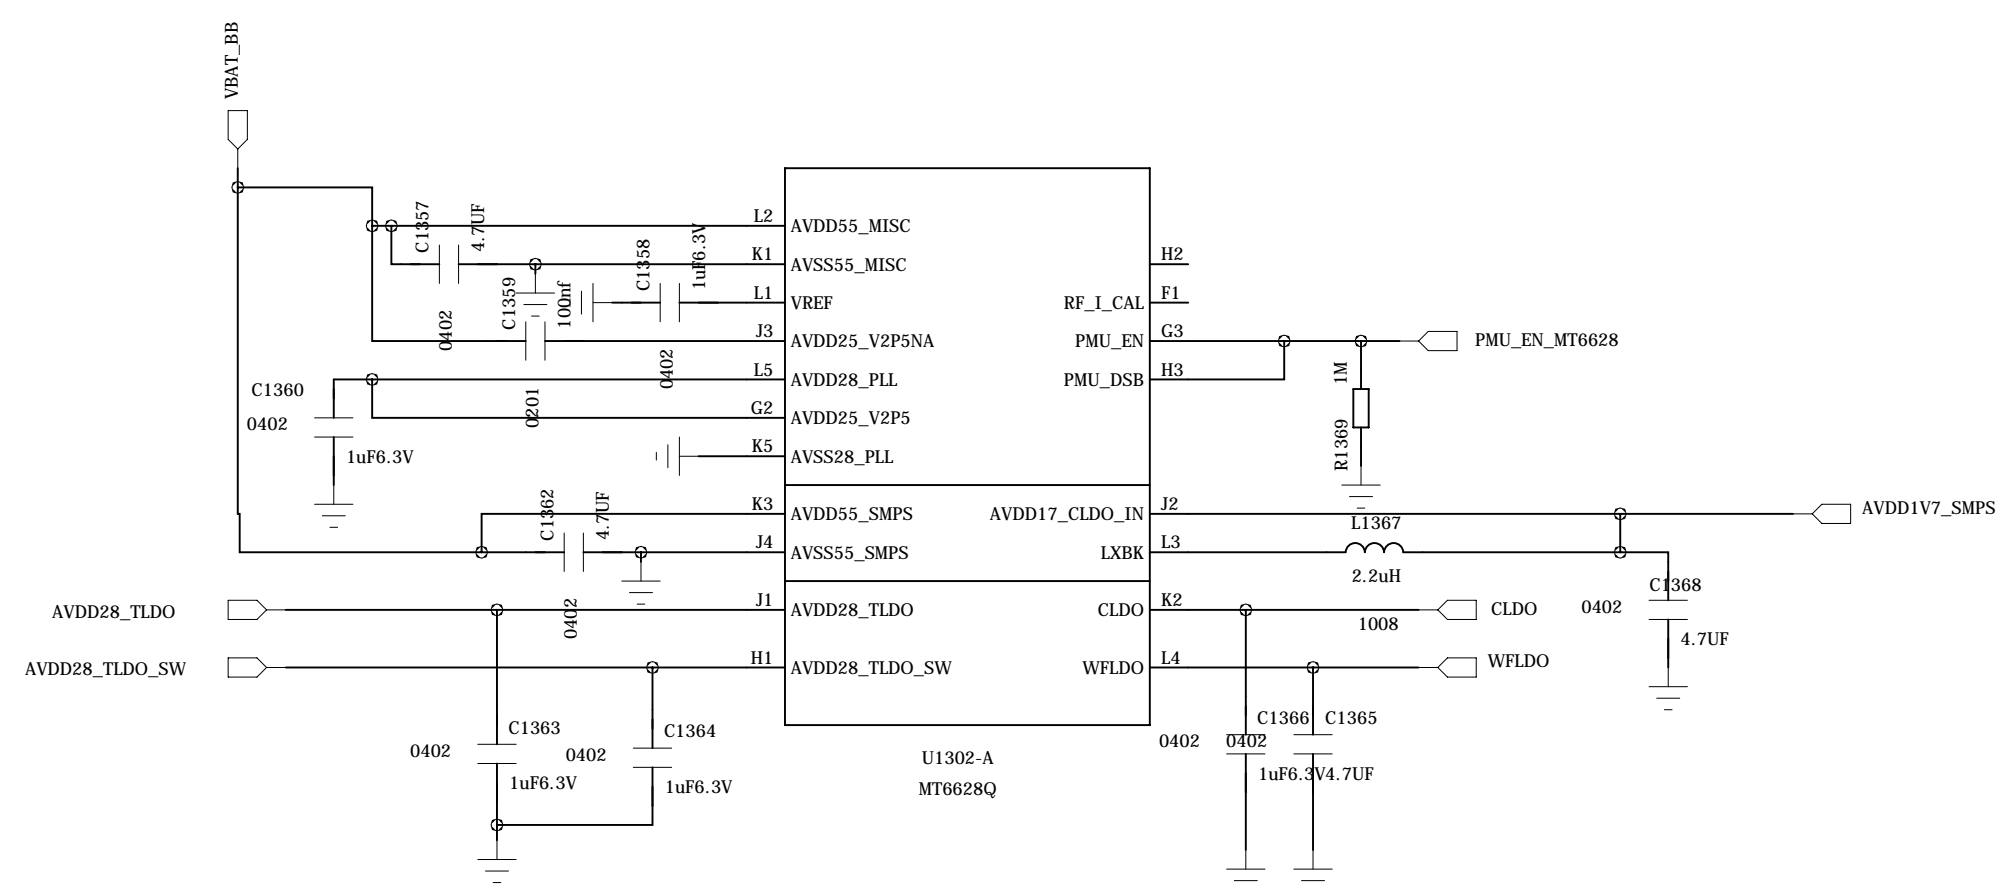 VBAT_BB
C1357
4.7UF
0402
C1359
100nf
0201
C1358
1uF6.3V
0402
C1360
0402
1uF6.3V
C1362
4.7UF
0402
AVDD28_TLDO
AVDD28_TLDO_SW
C1363
0402
1uF6.3V
C1364
0402
1uF6.3V
L2 AVDD55_MISC
K1 AVSS55_MISC
L1 VREF
J3 AVDD25_V2P5NA
L5 AVDD28_PLL
G2 AVDD25_V2P5
K5 AVSS28_PLL
K3 AVDD55_SMPS
J4 AVSS55_SMPS
J1 AVDD28_TLDO
H1 AVDD28_TLDO_SW
H2
RF_I_CAL F1
PMU_EN G3
PMU_DSB H3
AVDD17_CLDO_IN J2
LXBK L3
CLDO K2
WFLDO L4
U1302-A
MT6628Q
PMU_EN_MT6628
1M
R1369
AVDD1V7_SMPS
L1367
2.2uH
1008
C1368
0402
4.7UF
CLDO
WFLDO
C1366 C1365
0402 0402
1uF6.3V 4.7UF